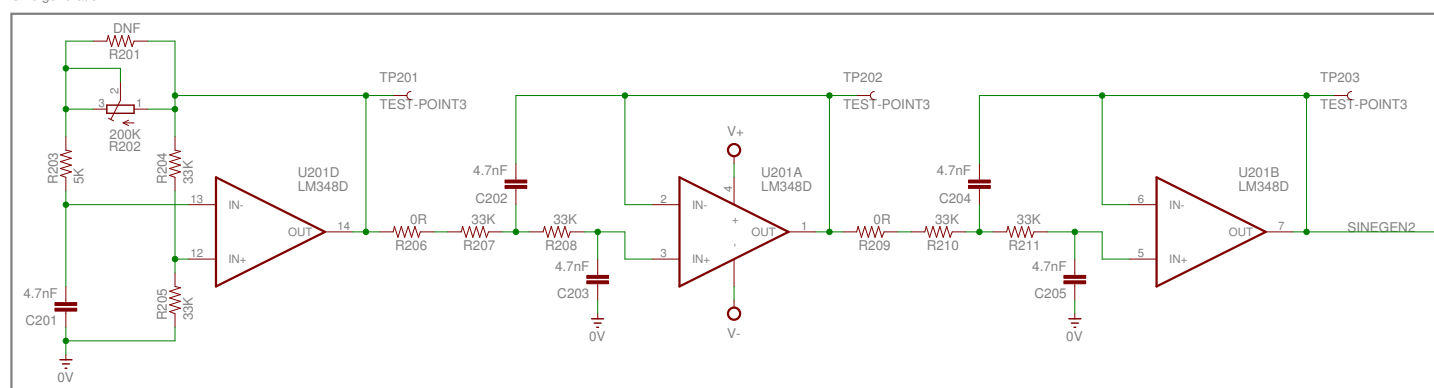 DNF
R201
2
3
1
200K
R202
R203
5K
R204
33K
TP201
TEST-POINT3
U201D
LM348D
13
IN-
12
IN+
OUT
14
4.7nF
C201
R205
33K
0V
0R
R206
33K
R207
4.7nF
C202
33K
R208
4.7nF
C203
0V
TP202
TEST-POINT3
V+
U201A
LM348D
4
2
IN-
+
-
OUT
1
3
IN+
V-
0R
R209
33K
R210
4.7nF
C204
33K
R211
4.7nF
C205
0V
TP203
TEST-POINT3
U201B
LM348D
6
IN-
5
IN+
OUT
7
SINEGEN2